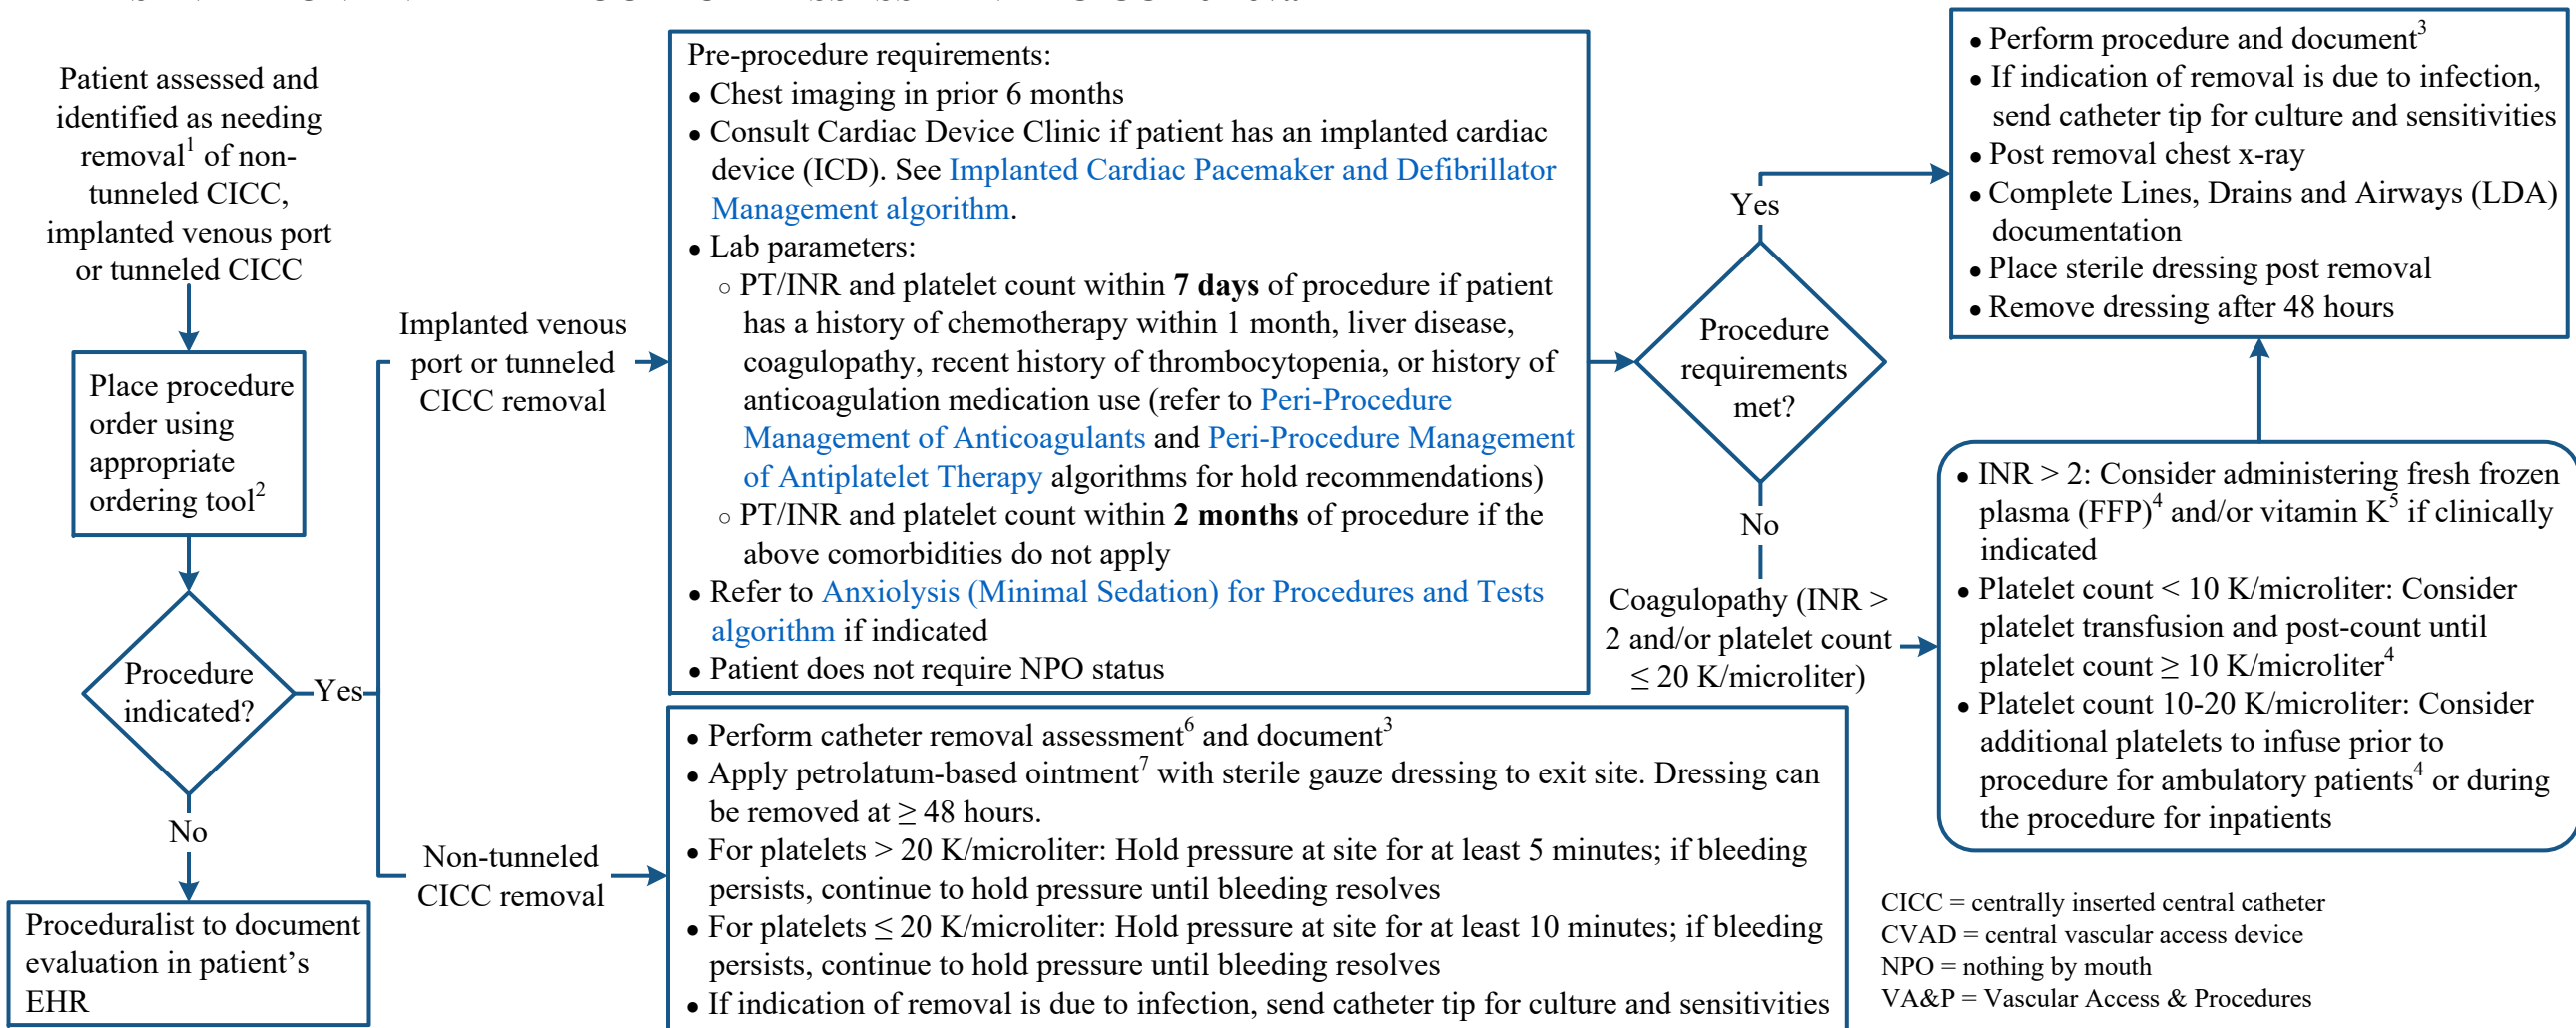 Patient assessed and
identified as needing
removal1 of non-
tunneled CICC,
implanted venous port
or tunneled CICC
Place procedure
order using
appropriate
ordering tool2
Procedure
indicated?
Yes
No
Proceduralist to document
evaluation in patient’s
EHR
Implanted venous
port or tunneled
CICC removal
Non-tunneled
CICC removal
Pre-procedure requirements:
● Chest imaging in prior 6 months
● Consult Cardiac Device Clinic if patient has an implanted cardiac
device (ICD). See Implanted Cardiac Pacemaker and Defibrillator
Management algorithm.
● Lab parameters:
○ PT/INR and platelet count within 7 days of procedure if patient
has a history of chemotherapy within 1 month, liver disease,
coagulopathy, recent history of thrombocytopenia, or history of
anticoagulation medication use (refer to Peri-Procedure
Management of Anticoagulants and Peri-Procedure Management
of Antiplatelet Therapy algorithms for hold recommendations)
○ PT/INR and platelet count within 2 months of procedure if the
above comorbidities do not apply
● Refer to Anxiolysis (Minimal Sedation) for Procedures and Tests
algorithm if indicated
● Patient does not require NPO status
● Perform catheter removal assessment6 and document3
● Apply petrolatum-based ointment7 with sterile gauze dressing to exit site. Dressing can
be removed at ≥ 48 hours.
● For platelets > 20 K/microliter: Hold pressure at site for at least 5 minutes; if bleeding
persists, continue to hold pressure until bleeding resolves
● For platelets ≤ 20 K/microliter: Hold pressure at site for at least 10 minutes; if bleeding
persists, continue to hold pressure until bleeding resolves
● If indication of removal is due to infection, send catheter tip for culture and sensitivities
Procedure
requirements
met?
Yes
No
Coagulopathy (INR >
2 and/or platelet count
≤ 20 K/microliter)
● Perform procedure and document3
● If indication of removal is due to infection,
send catheter tip for culture and sensitivities
● Post removal chest x-ray
● Complete Lines, Drains and Airways (LDA)
documentation
● Place sterile dressing post removal
● Remove dressing after 48 hours
● INR > 2: Consider administering fresh frozen
plasma (FFP)4 and/or vitamin K5 if clinically
indicated
● Platelet count < 10 K/microliter: Consider
platelet transfusion and post-count until
platelet count ≥ 10 K/microliter4
● Platelet count 10-20 K/microliter: Consider
additional platelets to infuse prior to
procedure for ambulatory patients4 or during
the procedure for inpatients
CICC = centrally inserted central catheter
CVAD = central vascular access device
NPO = nothing by mouth
VA&P = Vascular Access & Procedures